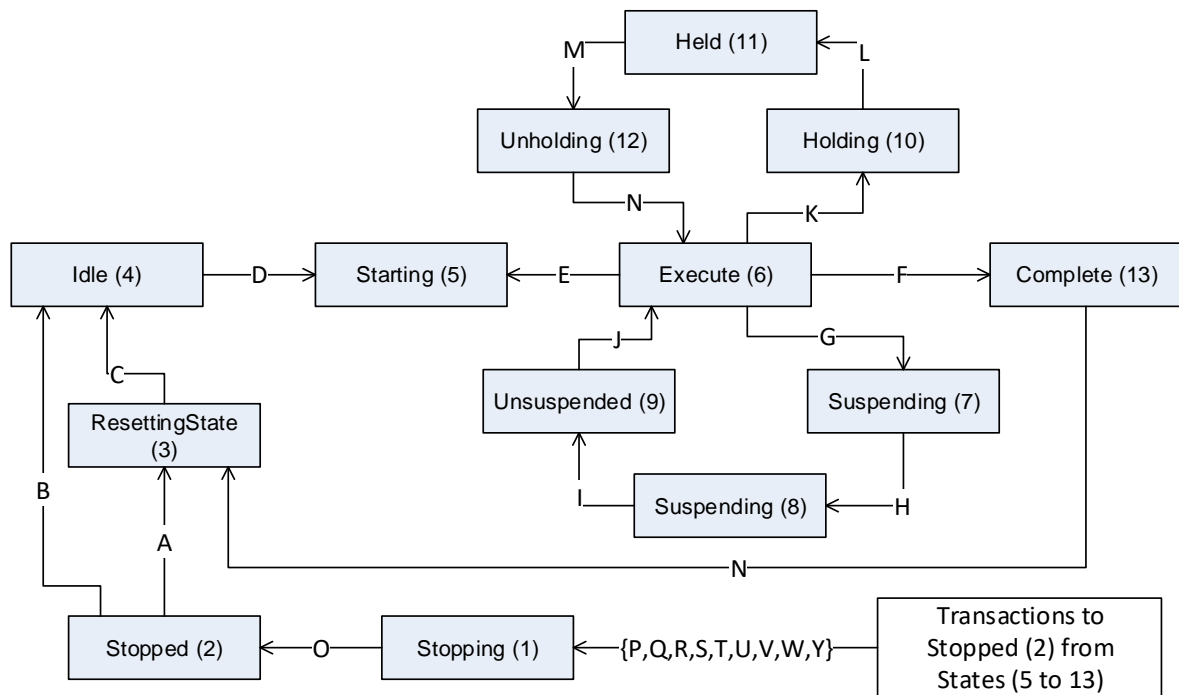 Held (11)
M
L
Unholding (12)
Holding (10)
N
K
Idle (4)
D
Starting (5)
E
Execute (6)
F
Complete (13)
J
G
C
Unsuspended (9)
Suspending (7)
ResettingState
(3)
B
I
Suspending (8)
H
A
N
Stopped (2)
O
Stopping (1)
{P,Q,R,S,T,U,V,W,Y}
Transactions to
Stopped (2) from
States (5 to 13)